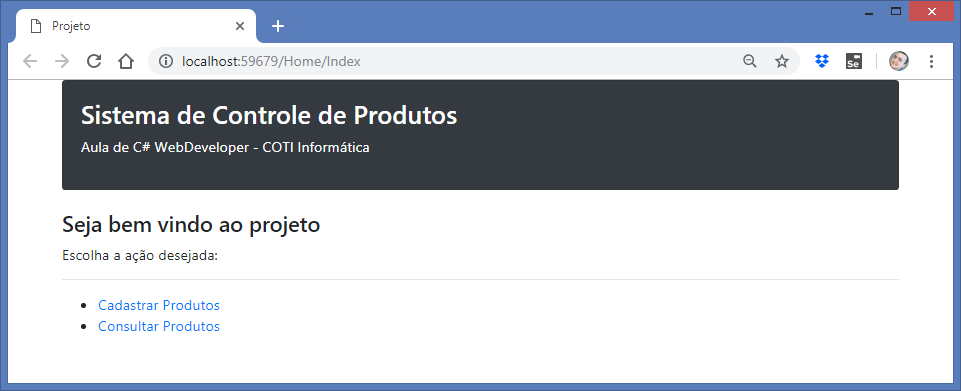 Projeto
localhost:59679/Home/Index
Se
Sistema de Controle de Produtos
Aula de C# WebDeveloper - COTI Informática
Seja bem vindo ao projeto
Escolha a ação desejada:
Cadastrar Produtos
Consultar Produtos